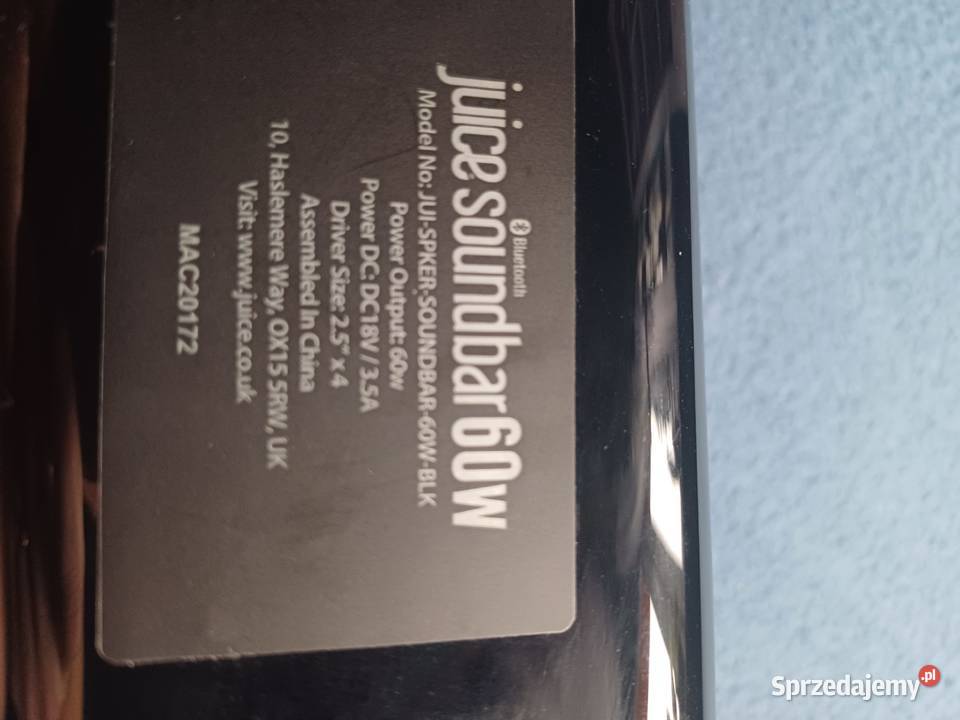 juice soundbar 60w
Bluetooth
Model No: JUI-SPKER-SOUNDBAR-60W-BLK
Power Output: 60w
Power DC: DC18V / 3.5A
Driver Size: 2.5" x 4
Assembled In China
10, Haslemere Way, OX15 5RW, UK
Visit: www.juice.co.uk
MAC20172
Sprzedajemy.pl